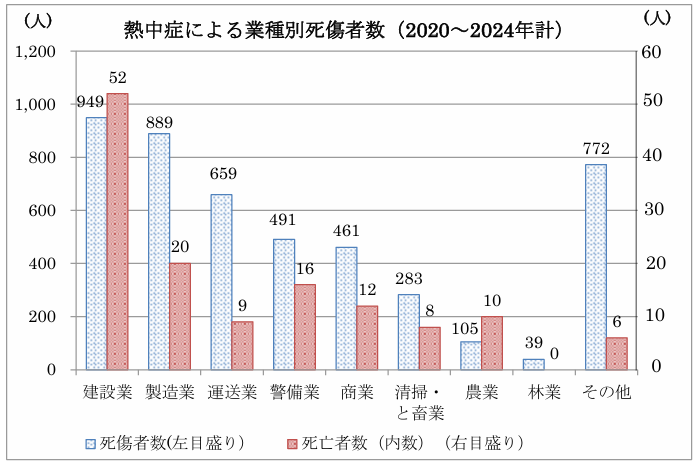 (人)
熱中症による業種別死傷者数（2020～2024年計）
(人)
1,200
1,000
800
600
400
200
0
60
50
40
30
20
10
0
949
52
889
20
659
9
491
16
461
12
283
8
105
10
39
0
772
6
建設業
製造業
運送業
警備業
商業
清掃・
と畜業
農業
林業
その他
死傷者数(左目盛り）
死亡者数（内数）（右目盛り）